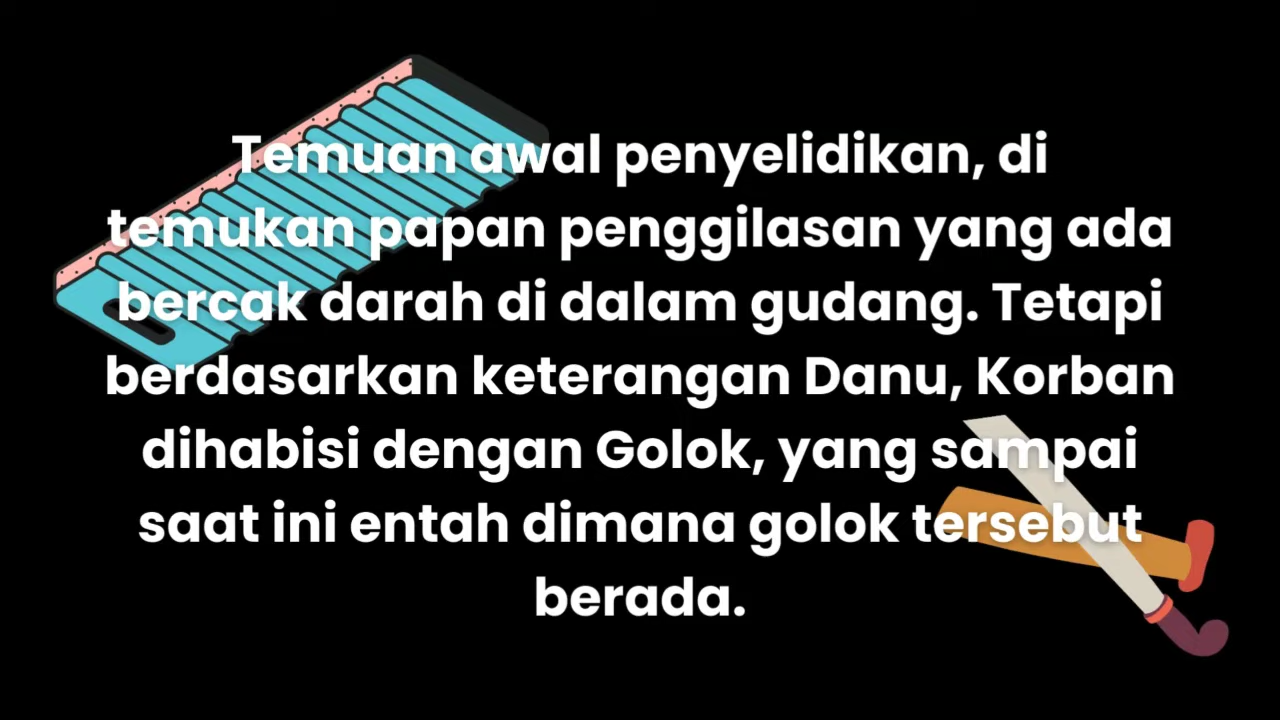 Temuan awal penyelidikan, di
temukan papan penggilasan yang ada
bercak darah di dalam gudang. Tetapi
berdasarkan keterangan Danu, Korban
dihabisi dengan Golok, yang sampai
saat ini entah dimana golok tersebut
berada.